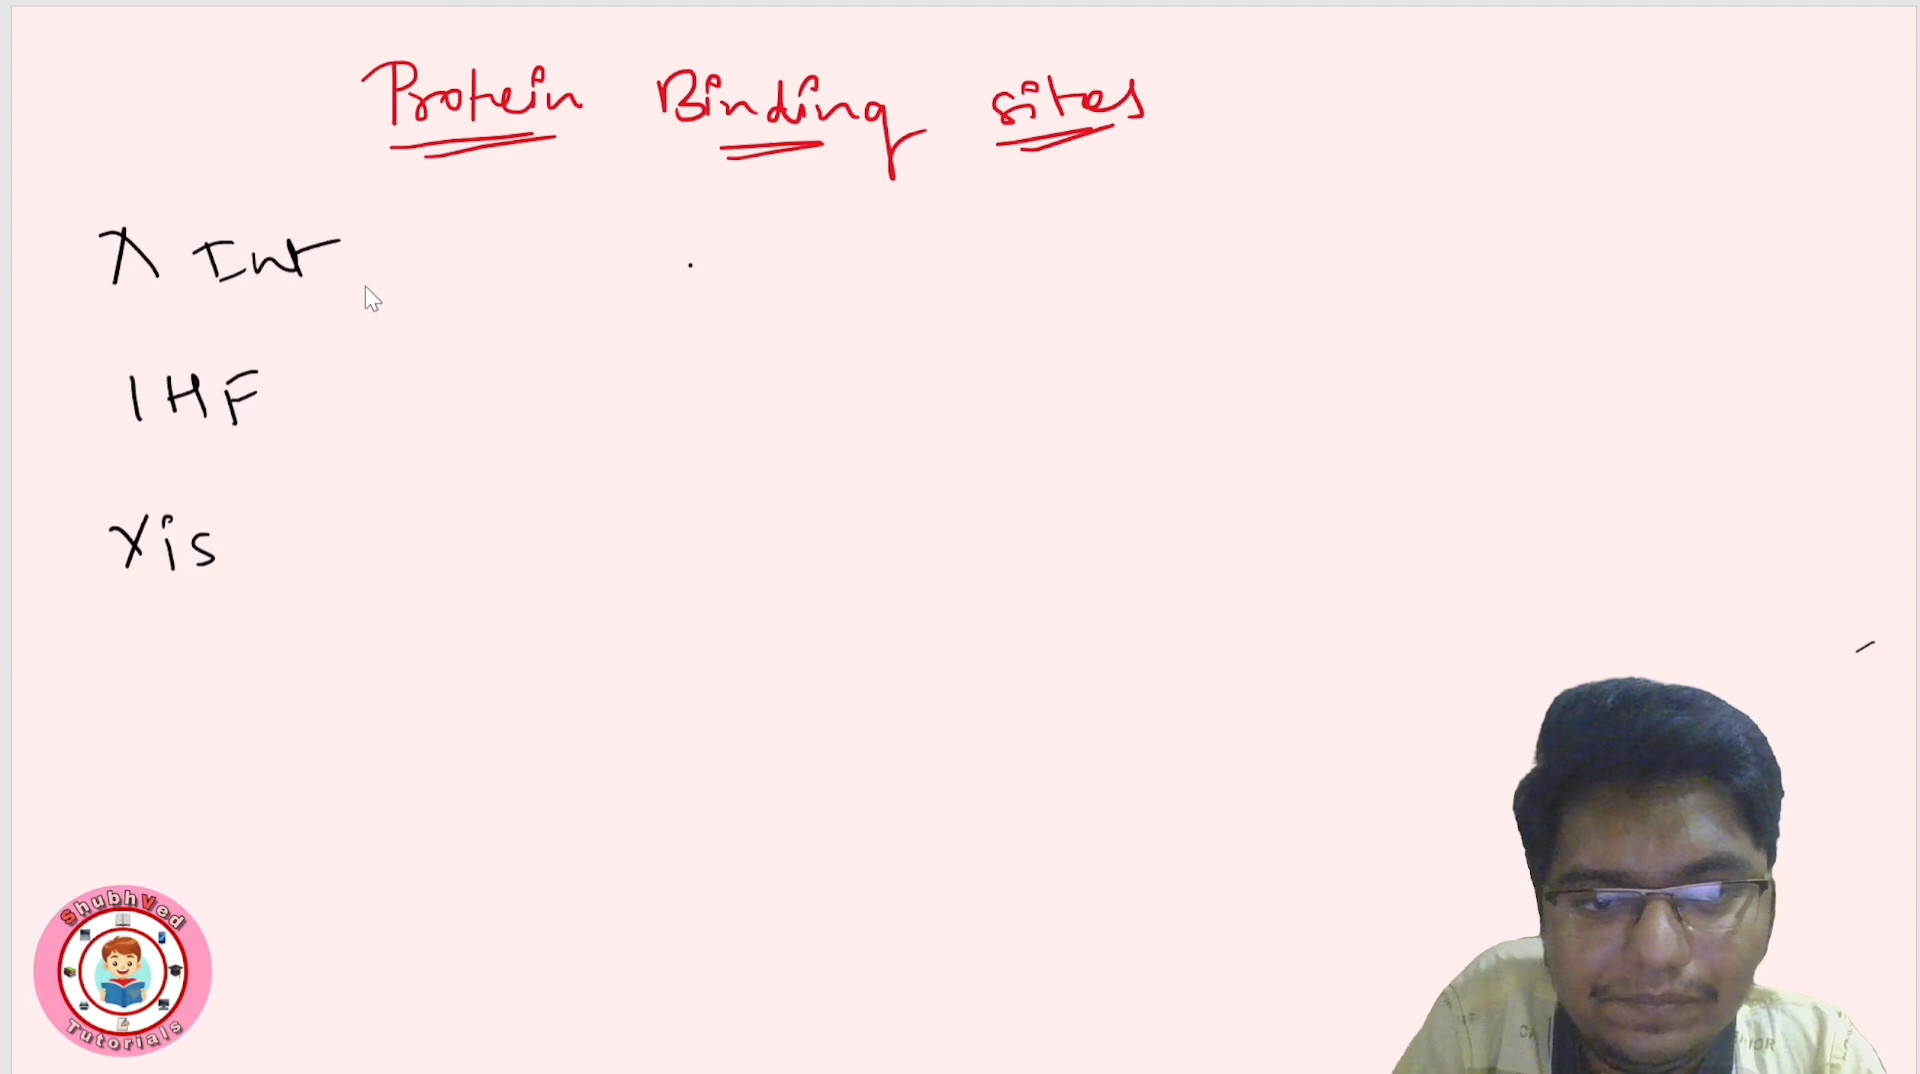 Protein Binding sites
λ Int
IHF
Xis
ShubhVed
Tutorials